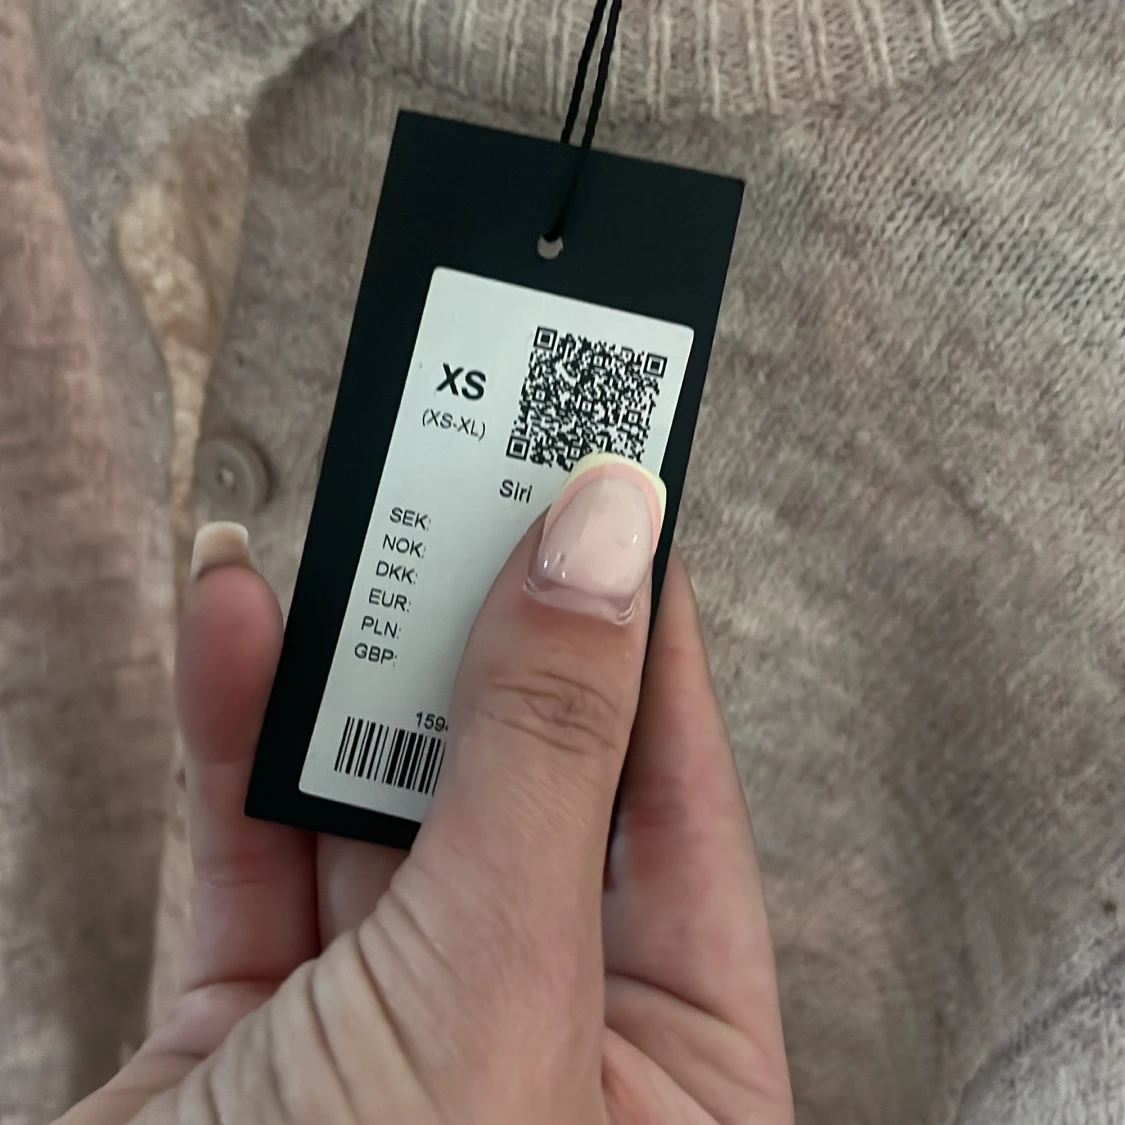 XS
(XS-XL)
Siri
SEK:
NOK:
DKK:
EUR:
PLN:
GBP:
159